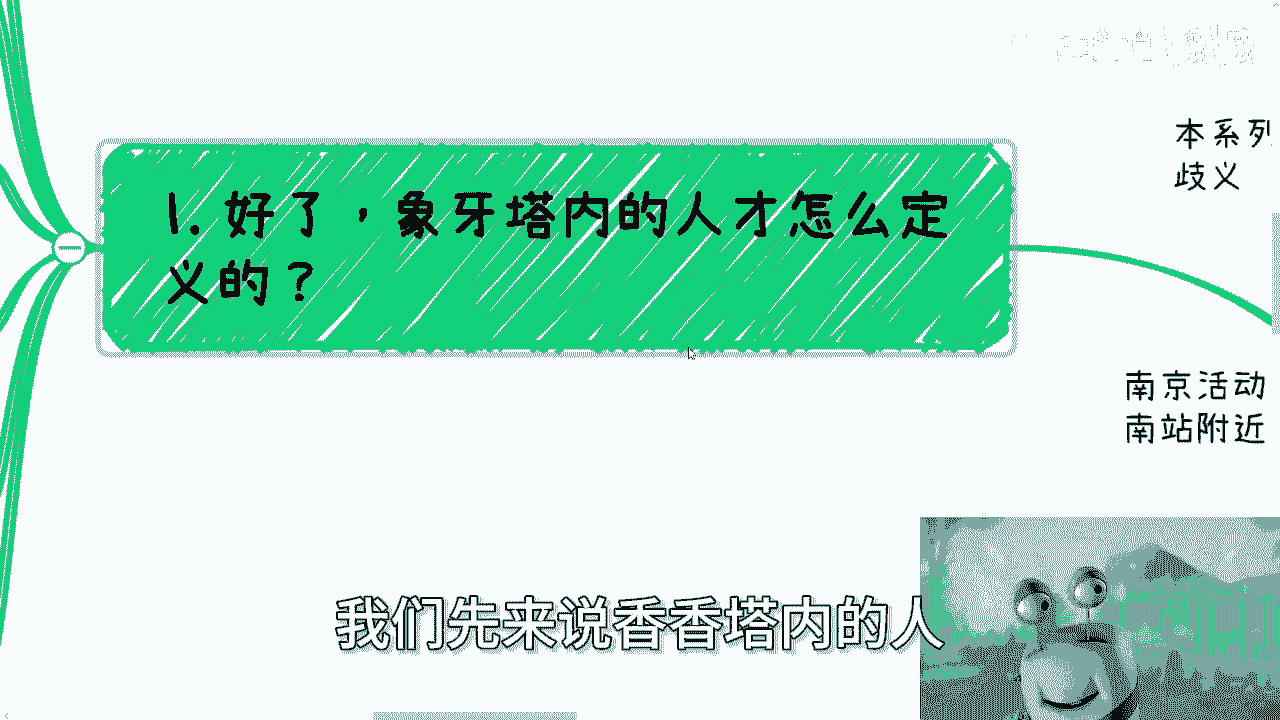 1. 好了，象牙塔内的人才怎么定
义的？
本系列
歧义
南京活动
南站附近
我们先来说香香塔内的人